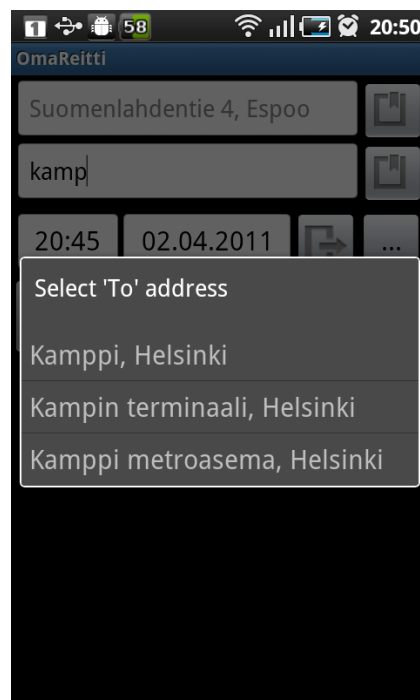 1 58 20:50
OmaReitti
Suomenlahdentie 4, Espoo
kamp
20:45 02.04.2011 ...
Select 'To' address
Kamppi, Helsinki
Kampin terminaali, Helsinki
Kamppi metroasema, Helsinki